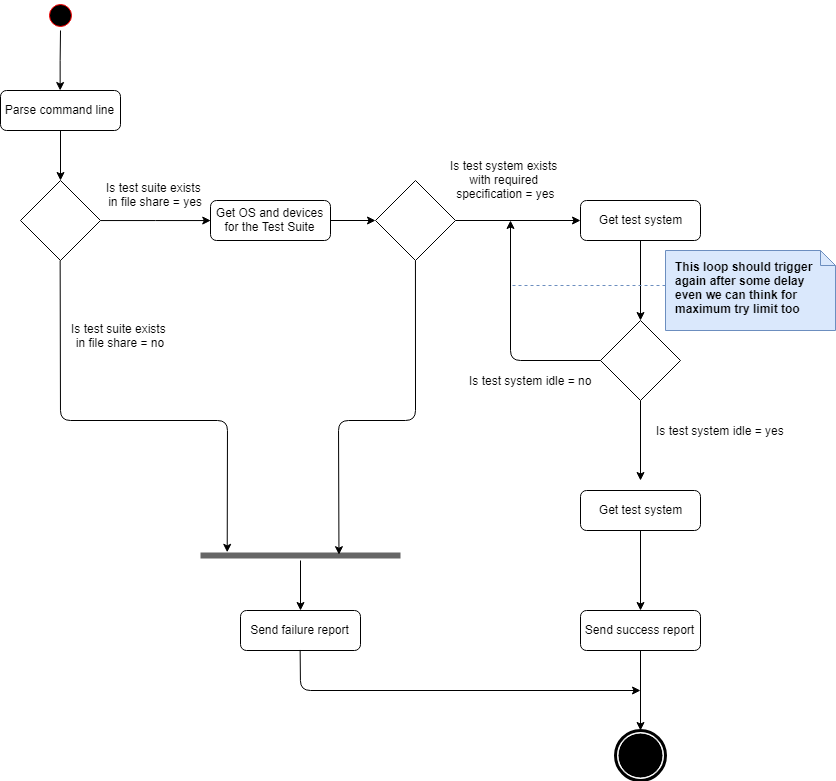 Parse command line
Is test suite exists
in file share = yes
Get OS and devices
for the Test Suite
Is test system exists
with required
specification = yes
Get test system
This loop should trigger
again after some delay
even we can think for
maximum try limit too
Is test suite exists
in file share = no
Is test system idle = no
Is test system idle = yes
Get test system
Send failure report
Send success report